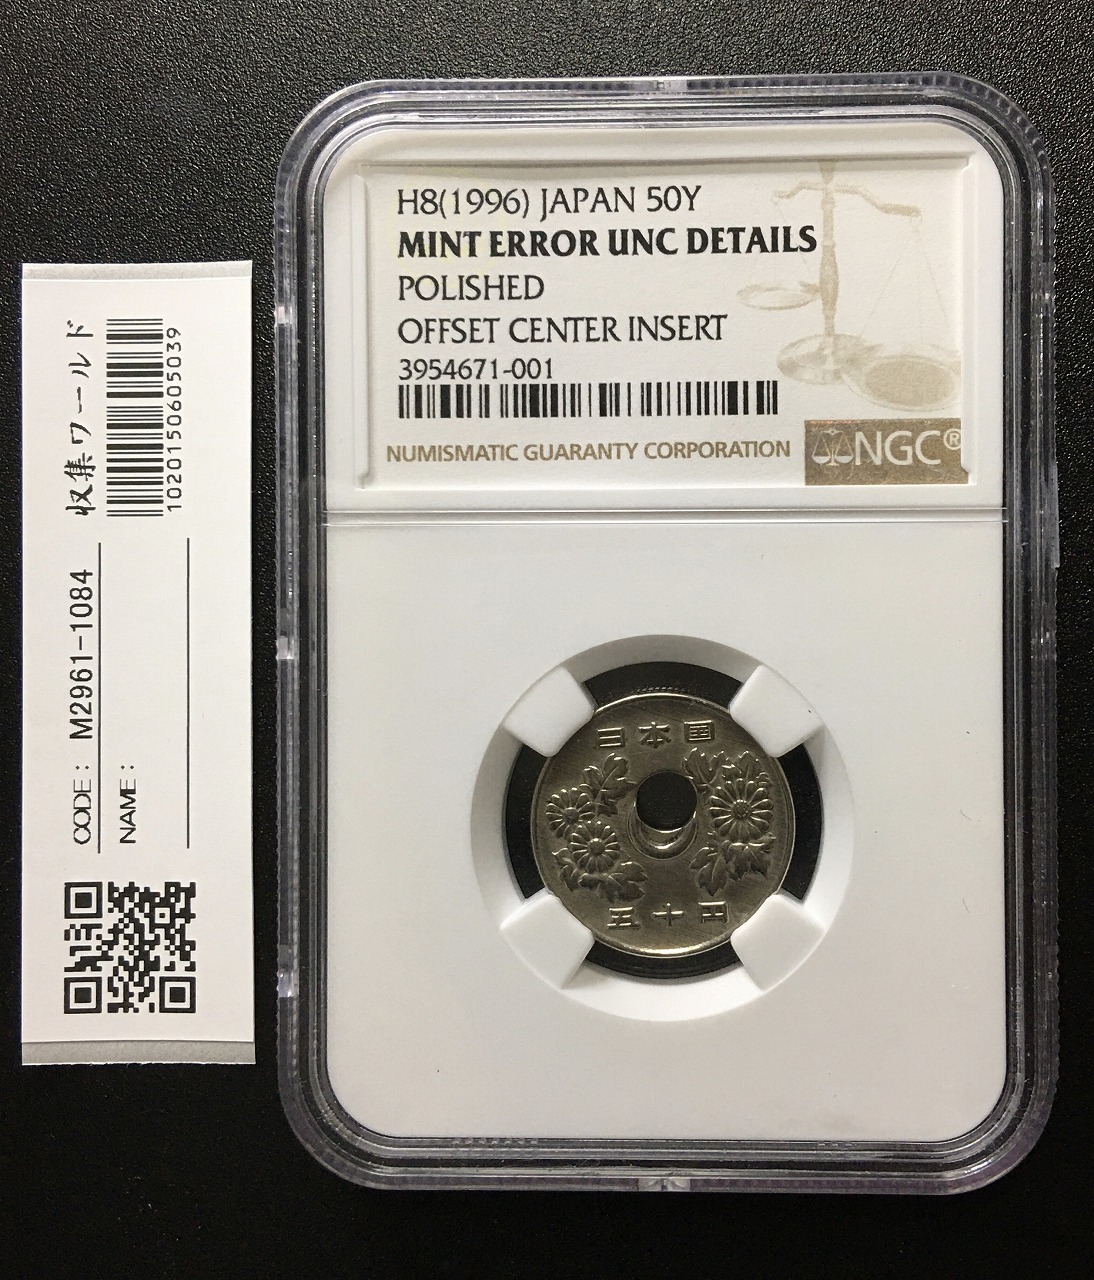 収集ワールド
1020150605039
CODE: M2961-1084
NAME:
H8(1996) JAPAN 50Y
MINT ERROR UNC DETAILS
POLISHED
OFFSET CENTER INSERT
3954671-001
NUMISMATIC GUARANTY CORPORATION
NGC®
日本国
五十円